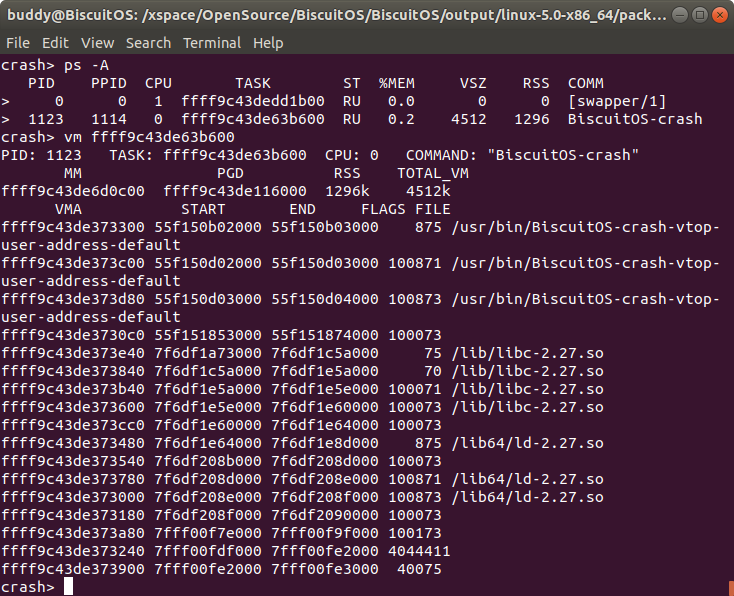 buddy@BiscuitOS: /xspace/OpenSource/BiscuitOS/BiscuitOS/output/linux-5.0-x86_64/pack...
File Edit View Search Terminal Help
crash> ps -A
   PID    PPID  CPU       TASK        ST  %MEM     VSZ    RSS  COMM
>     0      0   1  ffff9c43dedd1b00  RU   0.0       0      0  [swapper/1]
>  1123   1114   0  ffff9c43de63b600  RU   0.2    4512   1296  BiscuitOS-crash
crash> vm ffff9c43de63b600
PID: 1123   TASK: ffff9c43de63b600  CPU: 0   COMMAND: "BiscuitOS-crash"
       MM               PGD          RSS    TOTAL_VM
ffff9c43de6d0c00  ffff9c43de116000  1296k    4512k
      VMA           START       END     FLAGS FILE
ffff9c43de373300 55f150b02000 55f150b03000    875 /usr/bin/BiscuitOS-crash-vtop-
user-address-default
ffff9c43de373c00 55f150d02000 55f150d03000 100871 /usr/bin/BiscuitOS-crash-vtop-
user-address-default
ffff9c43de373d80 55f150d03000 55f150d04000 100873 /usr/bin/BiscuitOS-crash-vtop-
user-address-default
ffff9c43de3730c0 55f151853000 55f151874000 100073
ffff9c43de373e40 7f6df1a73000 7f6df1c5a000     75 /lib/libc-2.27.so
ffff9c43de373840 7f6df1c5a000 7f6df1e5a000     70 /lib/libc-2.27.so
ffff9c43de373b40 7f6df1e5a000 7f6df1e5e000 100071 /lib/libc-2.27.so
ffff9c43de373600 7f6df1e5e000 7f6df1e60000 100073 /lib/libc-2.27.so
ffff9c43de373cc0 7f6df1e60000 7f6df1e64000 100073
ffff9c43de373480 7f6df1e64000 7f6df1e8d000    875 /lib64/ld-2.27.so
ffff9c43de373540 7f6df208b000 7f6df208d000 100073
ffff9c43de373780 7f6df208d000 7f6df208e000 100871 /lib64/ld-2.27.so
ffff9c43de373000 7f6df208e000 7f6df208f000 100873 /lib64/ld-2.27.so
ffff9c43de373180 7f6df208f000 7f6df2090000 100073
ffff9c43de373a80 7fff00f7e000 7fff00f9f000 100173
ffff9c43de373240 7fff00fdf000 7fff00fe2000 4044411
ffff9c43de373900 7fff00fe2000 7fff00fe3000  40075
crash>